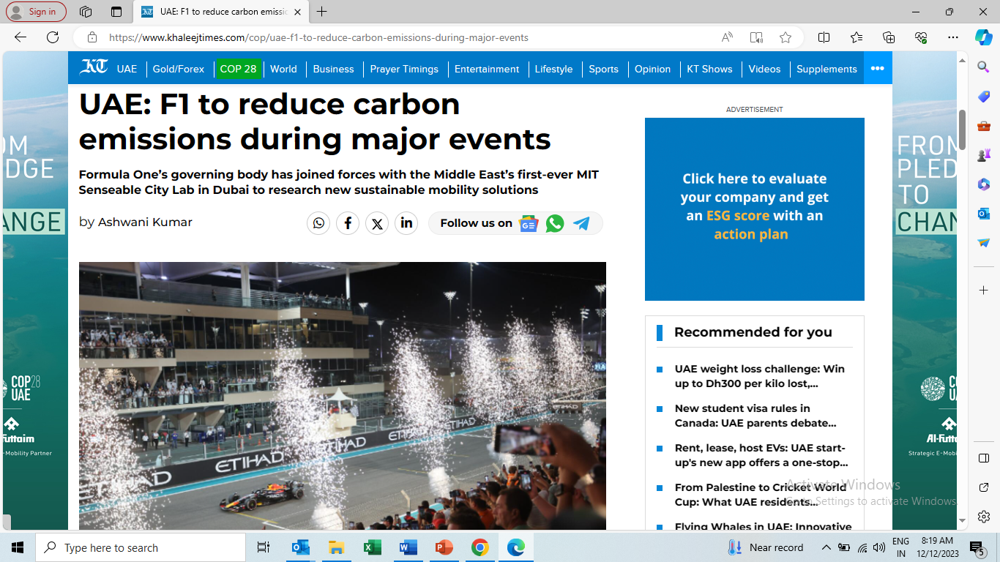 Sign in
UAE: F1 to reduce carbon emissio
https://www.khaleejtimes.com/cop/uae-f1-to-reduce-carbon-emissions-during-major-events
KT UAE Gold/Forex COP 28 World Business Prayer Timings Entertainment Lifestyle Sports Opinion KT Shows Videos Supplements
UAE: F1 to reduce carbon
emissions during major events
Formula One’s governing body has joined forces with the Middle East’s first-ever MIT
Senseable City Lab in Dubai to research new sustainable mobility solutions
by Ashwani Kumar
Follow us on
ETIHAD
ETIHAD
ETIHAD
ETIHAD
FIA
ADVERTISEMENT
Click here to evaluate
your company and get
an ESG score with an
action plan
Recommended for you
UAE weight loss challenge: Win
up to Dh300 per kilo lost,...
New student visa rules in
Canada: UAE parents debate...
Rent, lease, host EVs: UAE start-
up's new app offers a one-stop...
From Palestine to Cricket World
Cup: What UAE residents...
Flying Whales in UAE: Innovative
OM
DGE
ANGE
COP28
UAE
Futtaim
-Mobility Partner
FROM
PLED
TO
CHAN
Al-Futt
Strategic E-Mobi
Activate Windows
Go to Settings to activate Windows.
Type here to search
Near record
ENG
IN
8:19 AM
12/12/2023
5